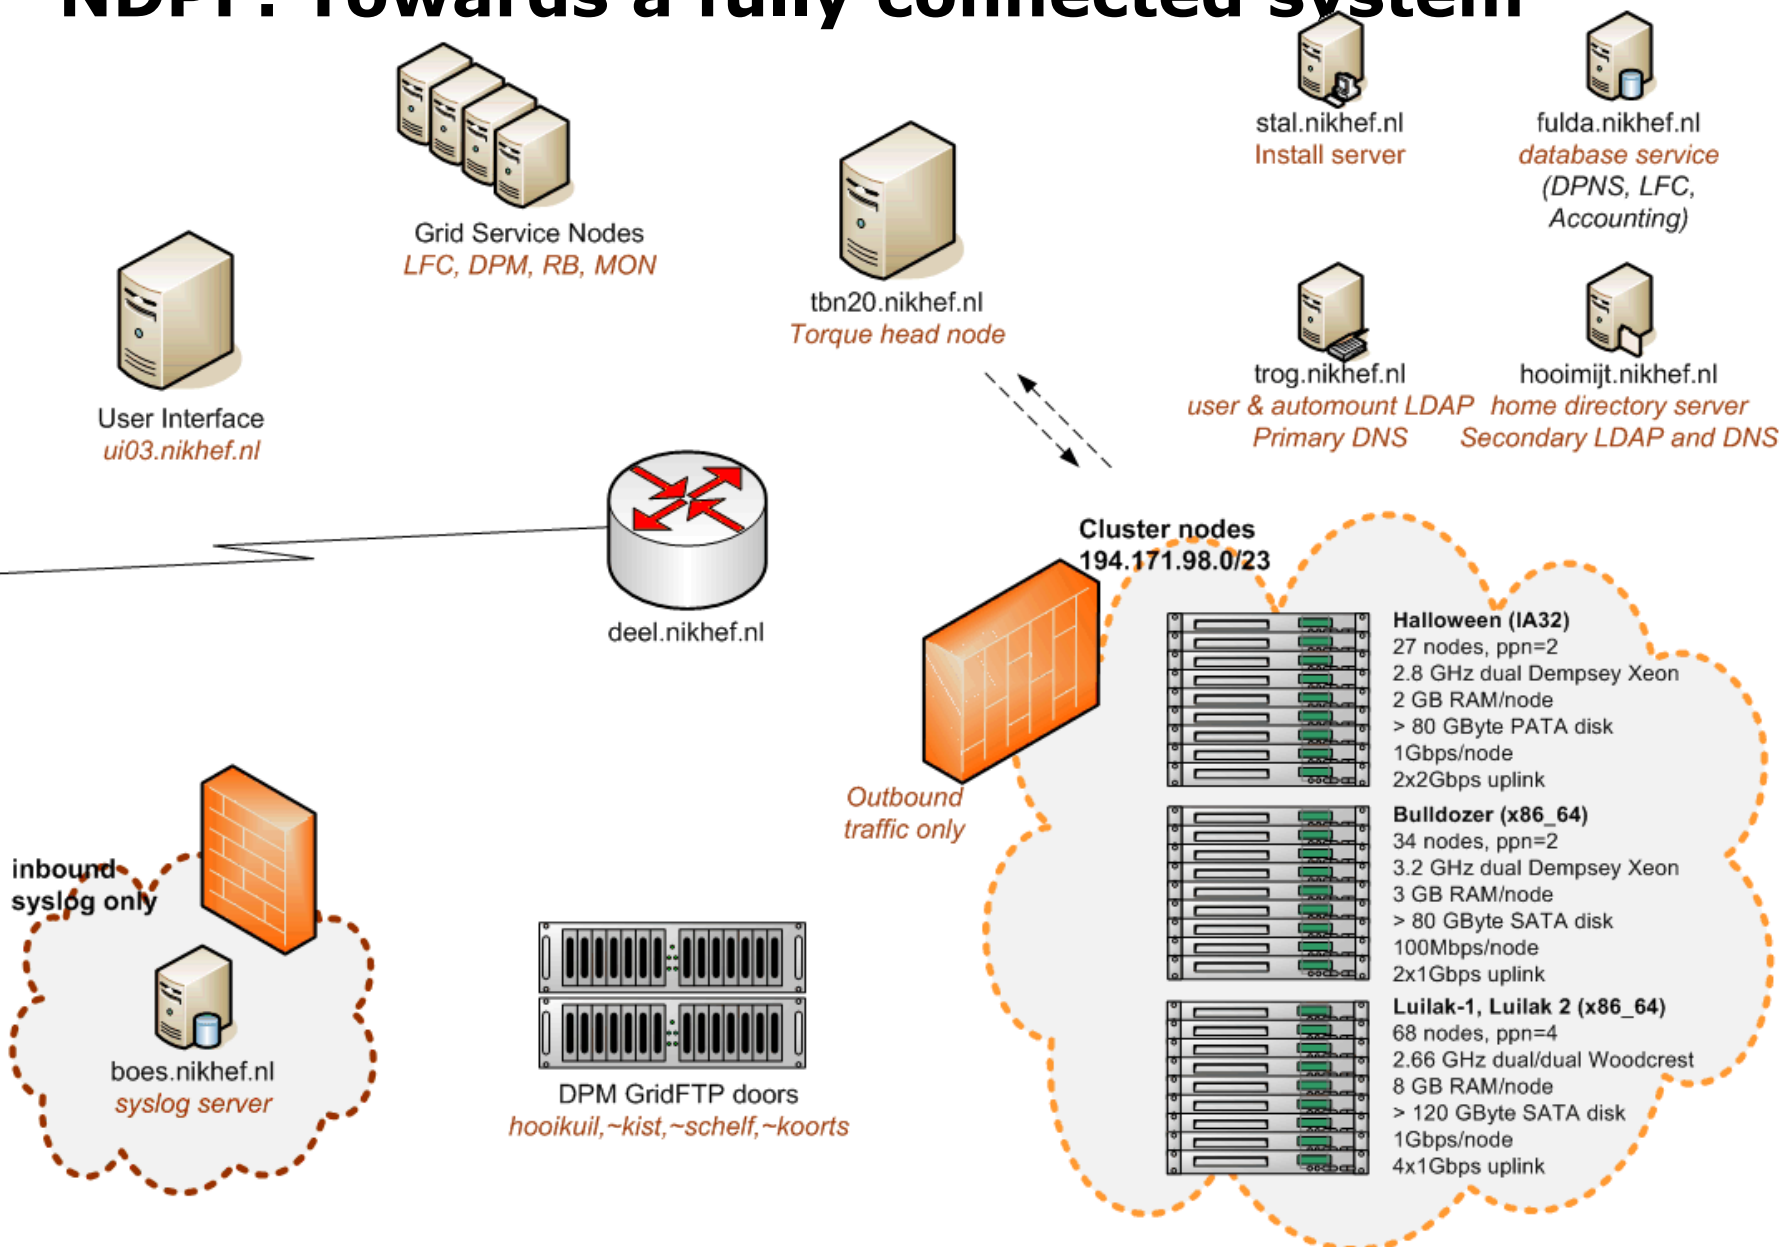 NDPF: Towards a fully connected system
stal.nikhef.nl
Install server
fulda.nikhef.nl
database service
(DPNS, LFC,
Accounting)
Grid Service Nodes
LFC, DPM, RB, MON
tbn20.nikhef.nl
Torque head node
User Interface
ui03.nikhef.nl
trog.nikhef.nl
user & automount LDAP
Primary DNS
hooimijt.nikhef.nl
home directory server
Secondary LDAP and DNS
deel.nikhef.nl
Cluster nodes
194.171.98.0/23
Halloween (IA32)
27 nodes, ppn=2
2.8 GHz dual Dempsey Xeon
2 GB RAM/node
> 80 GByte PATA disk
1Gbps/node
2x2Gbps uplink
Outbound
traffic only
Bulldozer (x86_64)
34 nodes, ppn=2
3.2 GHz dual Dempsey Xeon
3 GB RAM/node
> 80 GByte SATA disk
100Mbps/node
2x1Gbps uplink
inbound
syslog only
boes.nikhef.nl
syslog server
DPM GridFTP doors
hooikuil,~kist,~schelf,~koorts
Luilak-1, Luilak 2 (x86_64)
68 nodes, ppn=4
2.66 GHz dual/dual Woodcrest
8 GB RAM/node
> 120 GByte SATA disk
1Gbps/node
4x1Gbps uplink